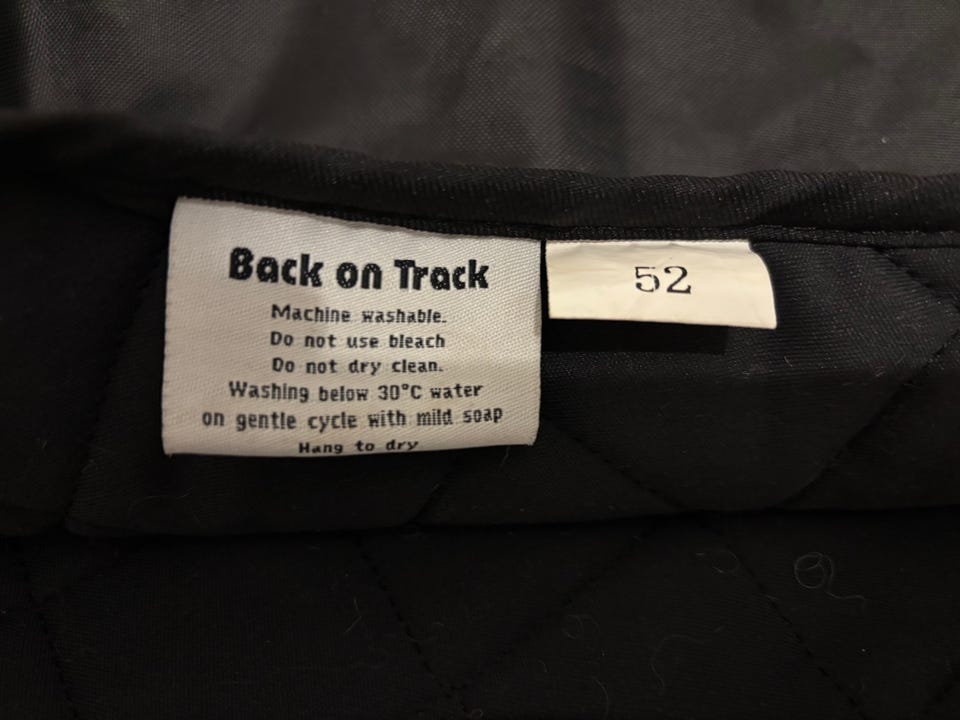 Back on Track
Machine washable.
Do not use bleach
Do not dry clean.
Washing below 30°C water
on gentle cycle with mild soap
Hang to dry
52